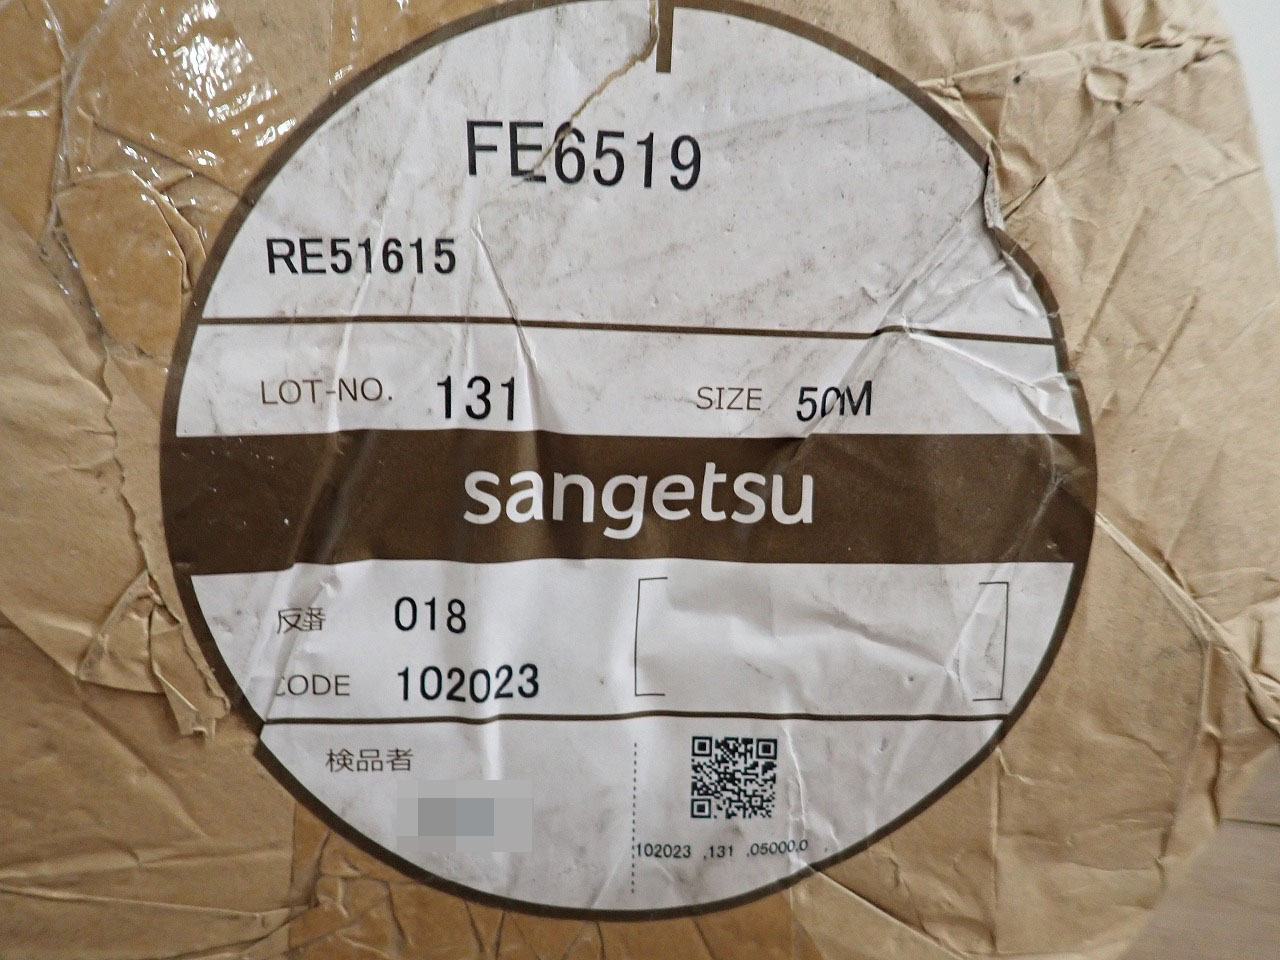 FE6519
RE51615
LOT-NO. 131 SIZE 50M
sangetsu
反番 018
CODE 102023
検品者
102023 ,131 ,05000.0 ,